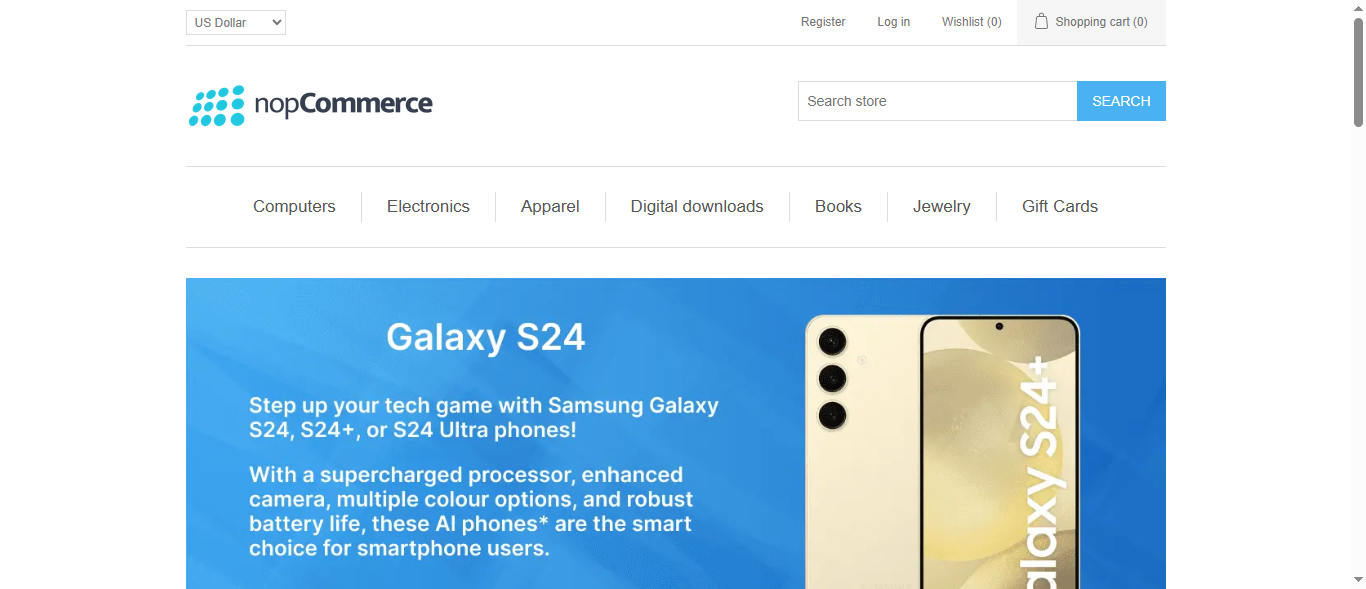 US Dollar
Register
Log in
Wishlist (0)
Shopping cart (0)
nopCommerce
Search store
SEARCH
Computers
Electronics
Apparel
Digital downloads
Books
Jewelry
Gift Cards
Galaxy S24
Step up your tech game with Samsung Galaxy
S24, S24+, or S24 Ultra phones!
With a supercharged processor, enhanced
camera, multiple colour options, and robust
battery life, these AI phones* are the smart
choice for smartphone users.
alaxy S24+